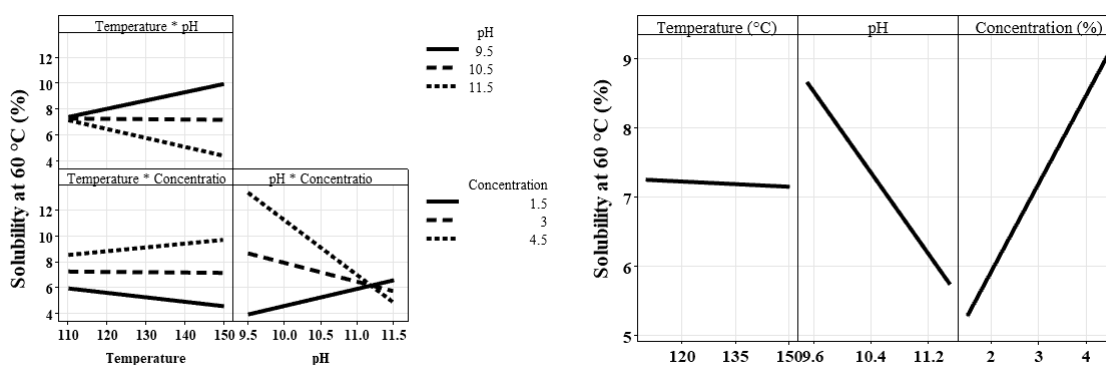 Temperature * pH
pH
9.5
10.5
11.5
12
10
8
6
4
Solubility at 60 °C (%)
Temperature * Concentratio
pH * Concentratio
Concentration
1.5
3
4.5
12
10
8
6
4
110 120 130 140 150 9.5 10.0 10.5 11.0 11.5
Temperature
pH
Temperature (°C)
pH
Concentration (%)
Solubility at 60 °C (%)
9
8
7
6
5
120 135 150 9.6 10.4 11.2 2 3 4